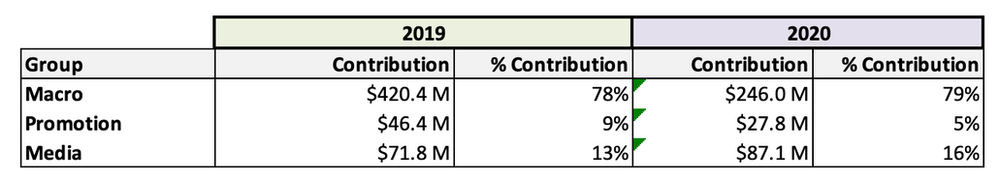 2019 2020
Group Contribution % Contribution Contribution % Contribution
Macro $420.4 M 78% $246.0 M 79%
Promotion $46.4 M 9% $27.8 M 5%
Media $71.8 M 13% $87.1 M 16%